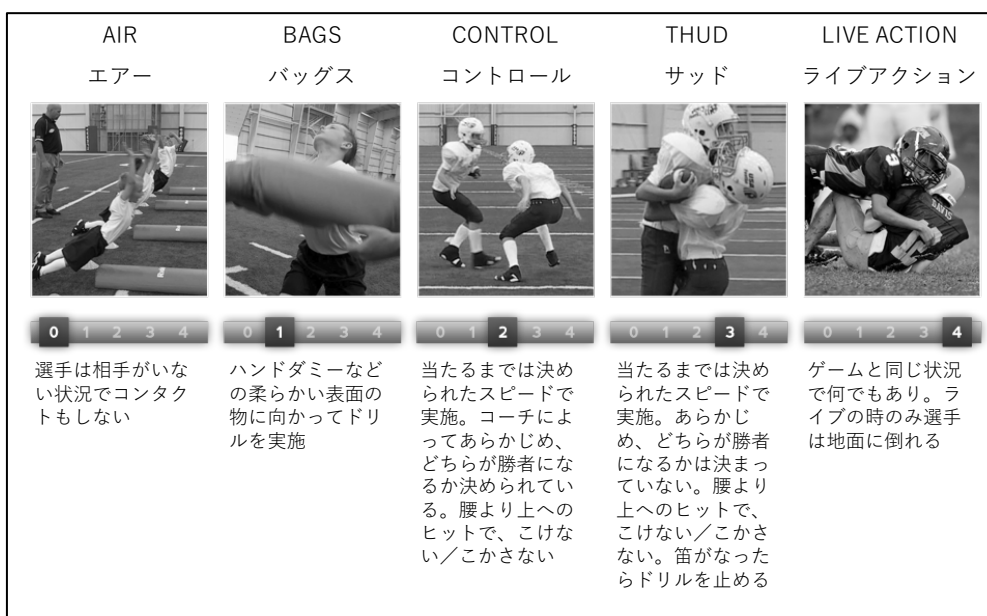 AIR
エアー
0 1 2 3 4
選手は相手がいな
い状況でコンタク
トもしない
BAGS
バッグス
0 1 2 3 4
ハンドダミーなど
の柔らかい表面の
物に向かってドリ
ルを実施
CONTROL
コントロール
0 1 2 3 4
当たるまでは決め
られたスピードで
実施。コーチによ
ってあらかじめ、
どちらが勝者にな
るか決められてい
る。腰より上への
ヒットで、こけな
い／こかさない
THUD
サッド
0 1 2 3 4
当たるまでは決め
られたスピードで
実施。あらかじ
め、どちらが勝者
になるかは決まっ
ていない。腰より
上へのヒットで、
こけない／こかさ
ない。笛がなった
らドリルを止める
LIVE ACTION
ライブアクション
9
DAVIS
0 1 2 3 4
ゲームと同じ状況
で何でもあり。ラ
イブの時のみ選手
は地面に倒れる